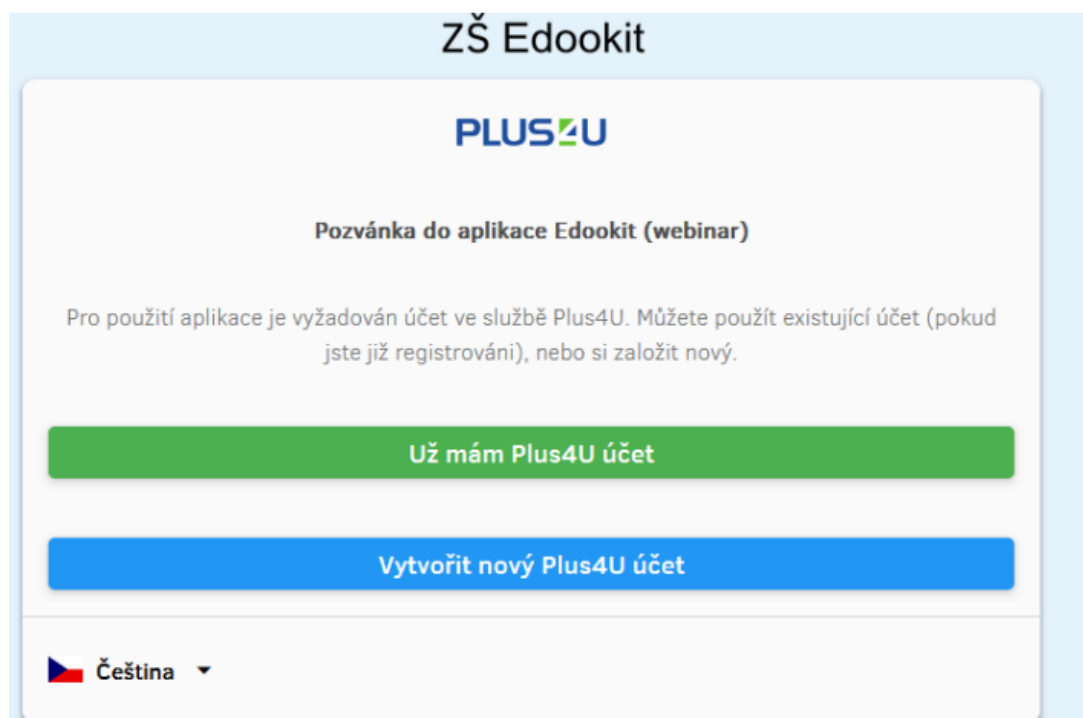 ZŠ Edookit
PLUS4U
Pozvánka do aplikace Edookit (webinar)
Pro použití aplikace je vyžadován účet ve službě Plus4U. Můžete použít existující účet (pokud
jste již registrováni), nebo si založit nový.
Už mám Plus4U účet
Vytvořit nový Plus4U účet
Čeština